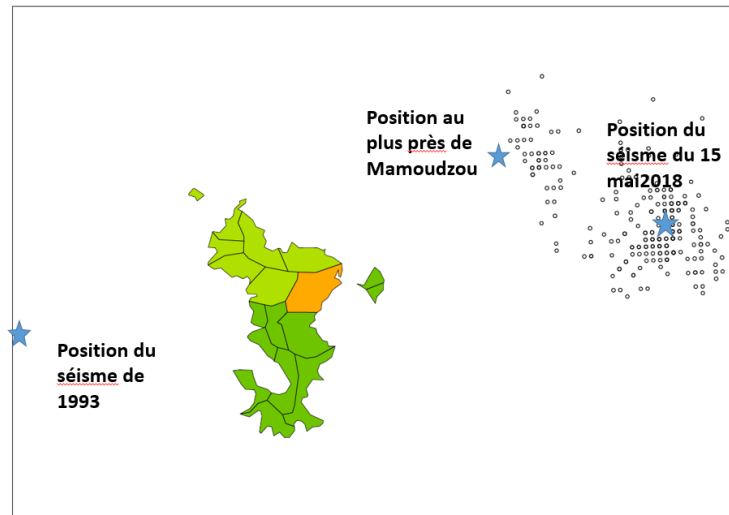 Position au
plus près de
Mamoudzou
Position du
séisme du 15
mai2018
Position du
séisme de
1993